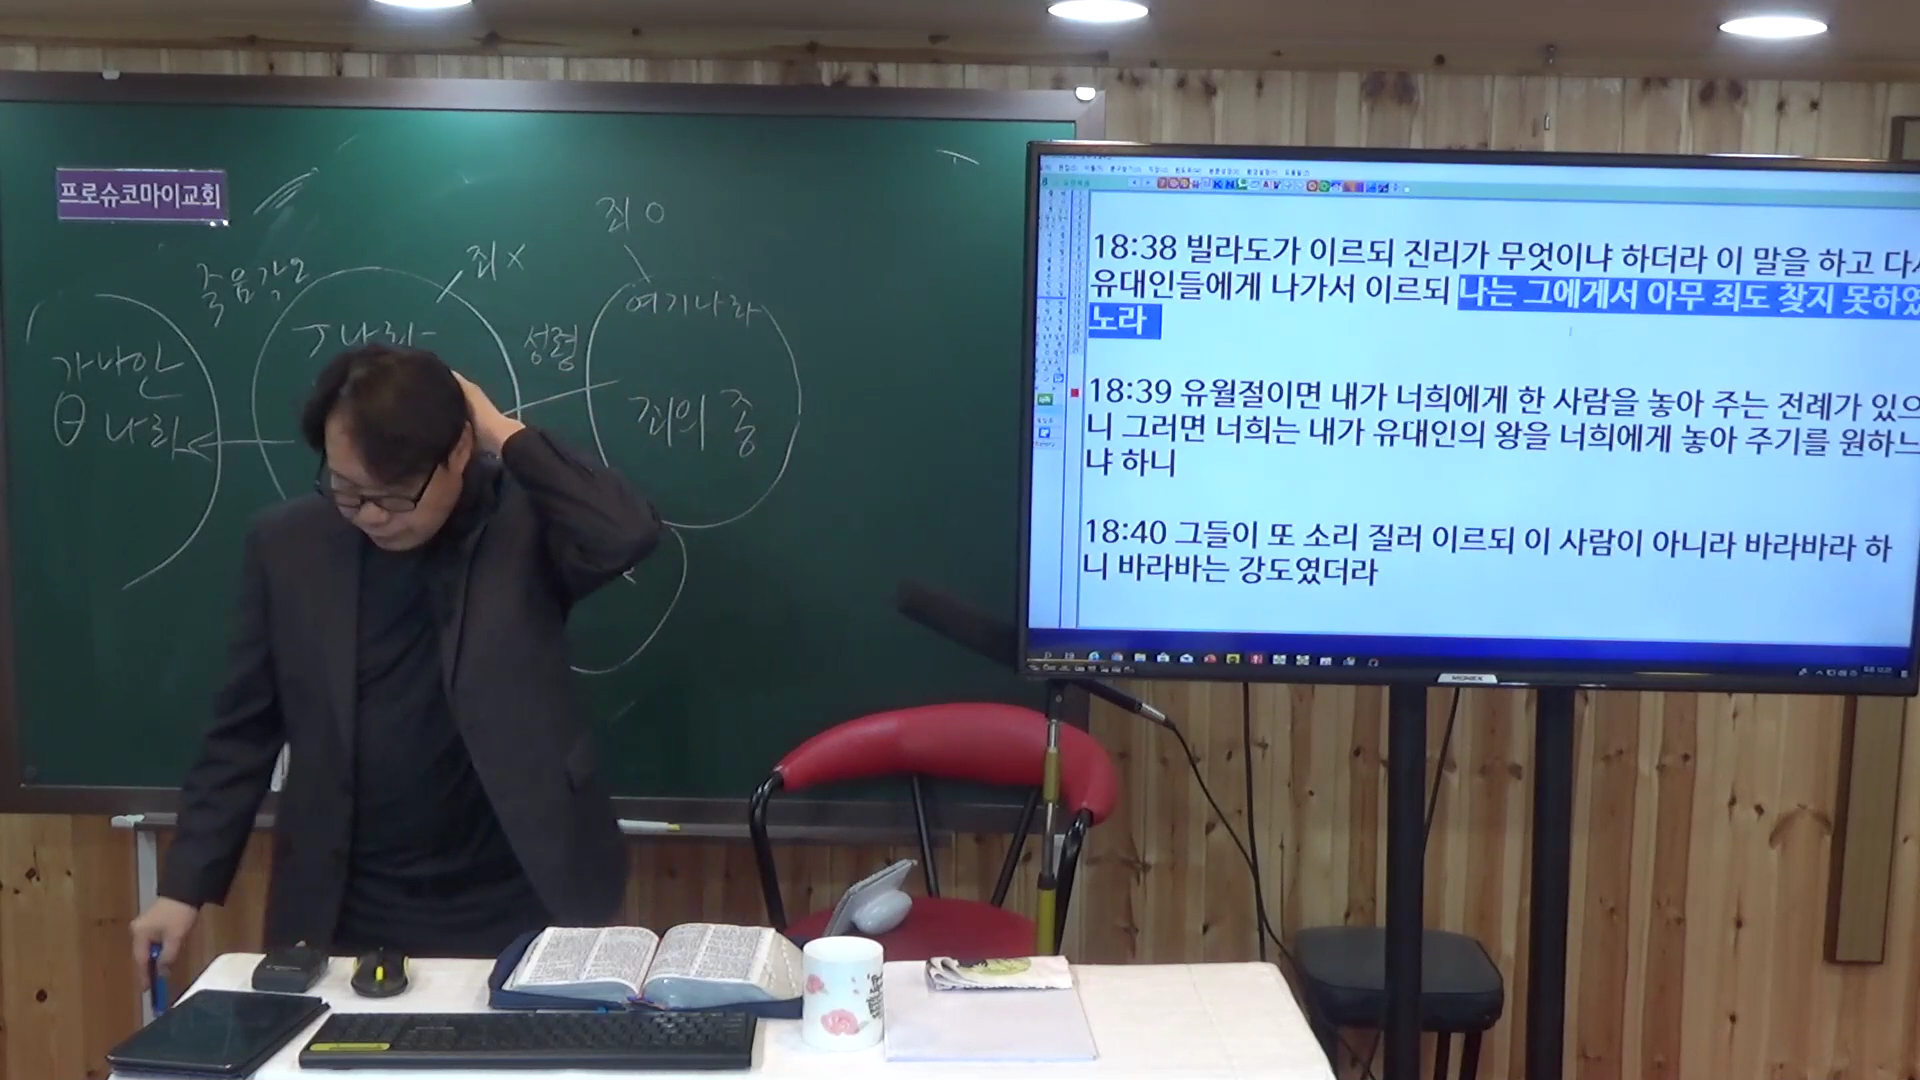 프로슈코마이교회
죄 O
죄 X
죽음각오
여기나라
성령
가나안
나라
죄의 종
18:38 빌라도가 이르되 진리가 무엇이냐 하더라 이 말을 하고 다시
유대인들에게 나가서 이르되 나는 그에게서 아무 죄도 찾지 못하였
노라
18:39 유월절이면 내가 너희에게 한 사람을 놓아 주는 전례가 있으
니 그러면 너희는 내가 유대인의 왕을 너희에게 놓아 주기를 원하느
냐 하니
18:40 그들이 또 소리 질러 이르되 이 사람이 아니라 바라바라 하
니 바라바는 강도였더라